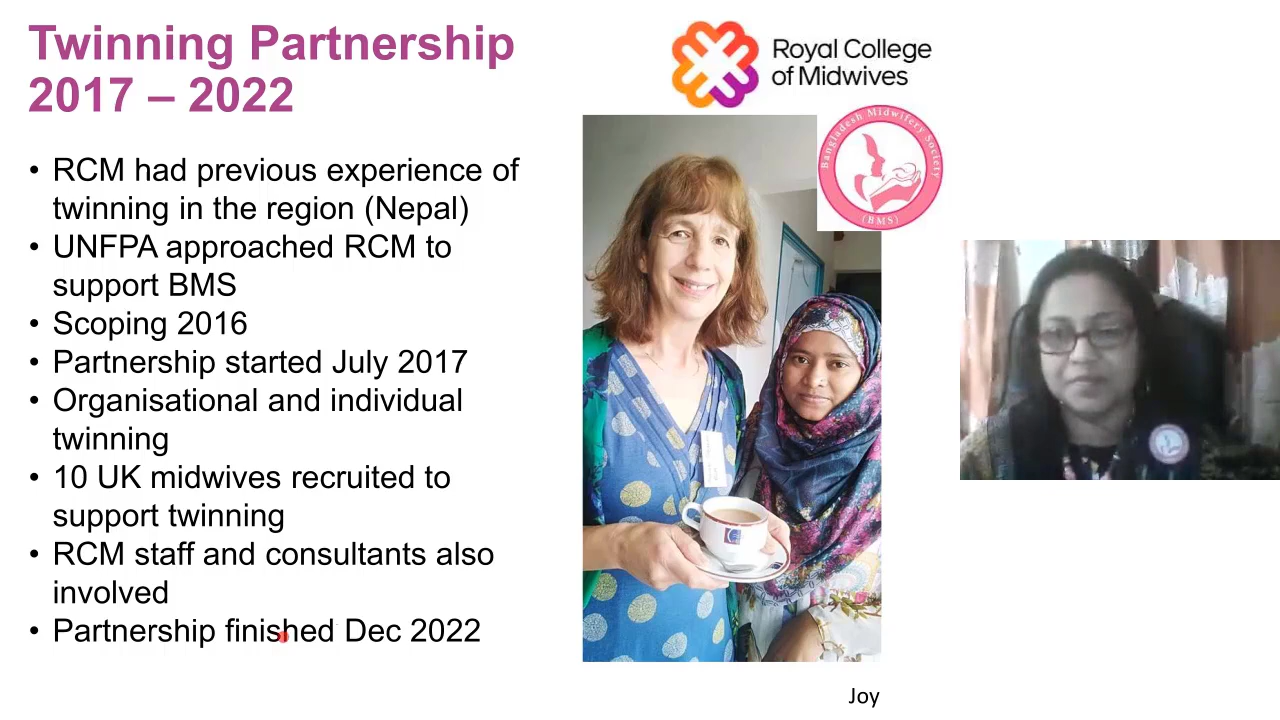 Twinning Partnership
2017 – 2022
• RCM had previous experience of
twinning in the region (Nepal)
• UNFPA approached RCM to
support BMS
• Scoping 2016
• Partnership started July 2017
• Organisational and individual
twinning
• 10 UK midwives recruited to
support twinning
• RCM staff and consultants also
involved
• Partnership finished Dec 2022
Royal College
of Midwives
Bangladesh Midwifery Society
(BMS)
Joy